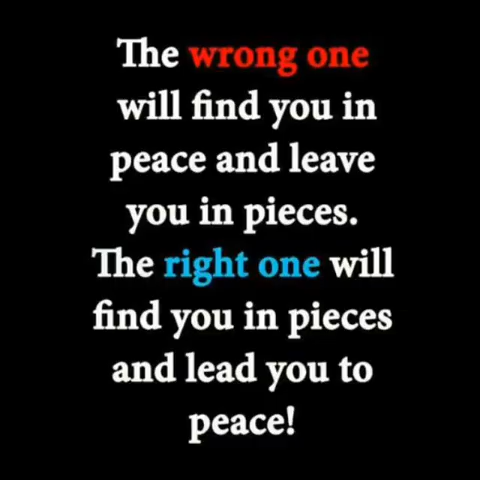 The wrong one
will find you in
peace and leave
you in pieces.
The right one will
find you in pieces
and lead you to
peace!